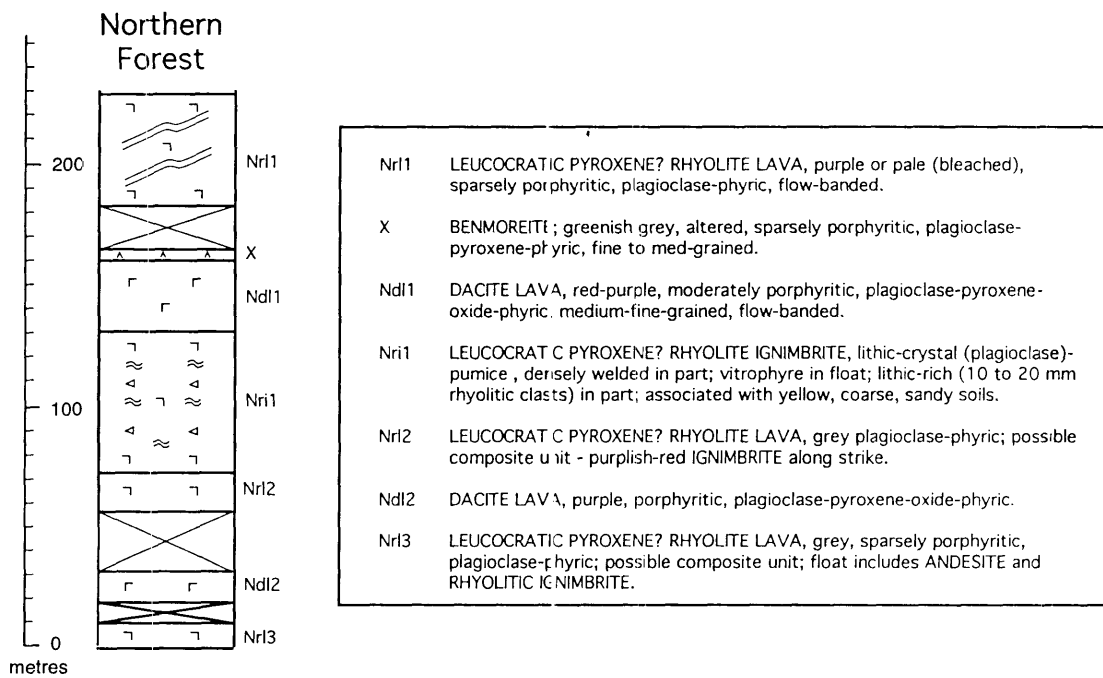 Northern
Forest
200
100
0
metres
Nrl1
X
Ndl1
Nri1
Nrl2
Ndl2
Nrl3
Nrl1 LEUCOCRATIC PYROXENE? RHYOLITE LAVA, purple or pale (bleached),
sparsely porphyritic, plagioclase-phyric, flow-banded.
X BENMOREITE; greenish grey, altered, sparsely porphyritic, plagioclase-
pyroxene-phyric, fine to med-grained.
Ndl1 DACITE LAVA, red-purple, moderately porphyritic, plagioclase-pyroxene-
oxide-phyric. medium-fine-grained, flow-banded.
Nri1 LEUCOCRATIC PYROXENE? RHYOLITE IGNIMBRITE, lithic-crystal (plagioclase)-
pumice , densely welded in part; vitrophyre in float; lithic-rich (10 to 20 mm
rhyolitic clasts) in part; associated with yellow, coarse, sandy soils.
Nrl2 LEUCOCRATIC PYROXENE? RHYOLITE LAVA, grey plagioclase-phyric; possible
composite unit - purplish-red IGNIMBRITE along strike.
Ndl2 DACITE LAVA, purple, porphyritic, plagioclase-pyroxene-oxide-phyric.
Nrl3 LEUCOCRATIC PYROXENE? RHYOLITE LAVA, grey, sparsely porphyritic,
plagioclase-phyric; possible composite unit; float includes ANDESITE and
RHYOLITIC IGNIMBRITE.